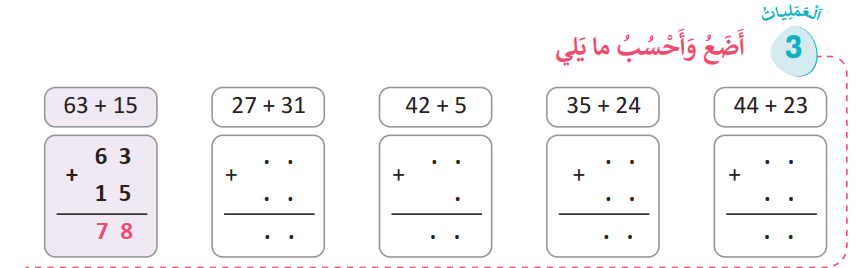 اَلْعَمَلِيّاتُ
3 أَضَعُ وَأَحْسُبُ ما يَلي
63 + 15 27 + 31 42 + 5 35 + 24 44 + 23
6 3 . . . . . . . .
+ + + + +
1 5 . . . . . . .
7 8 . . . . . . . .